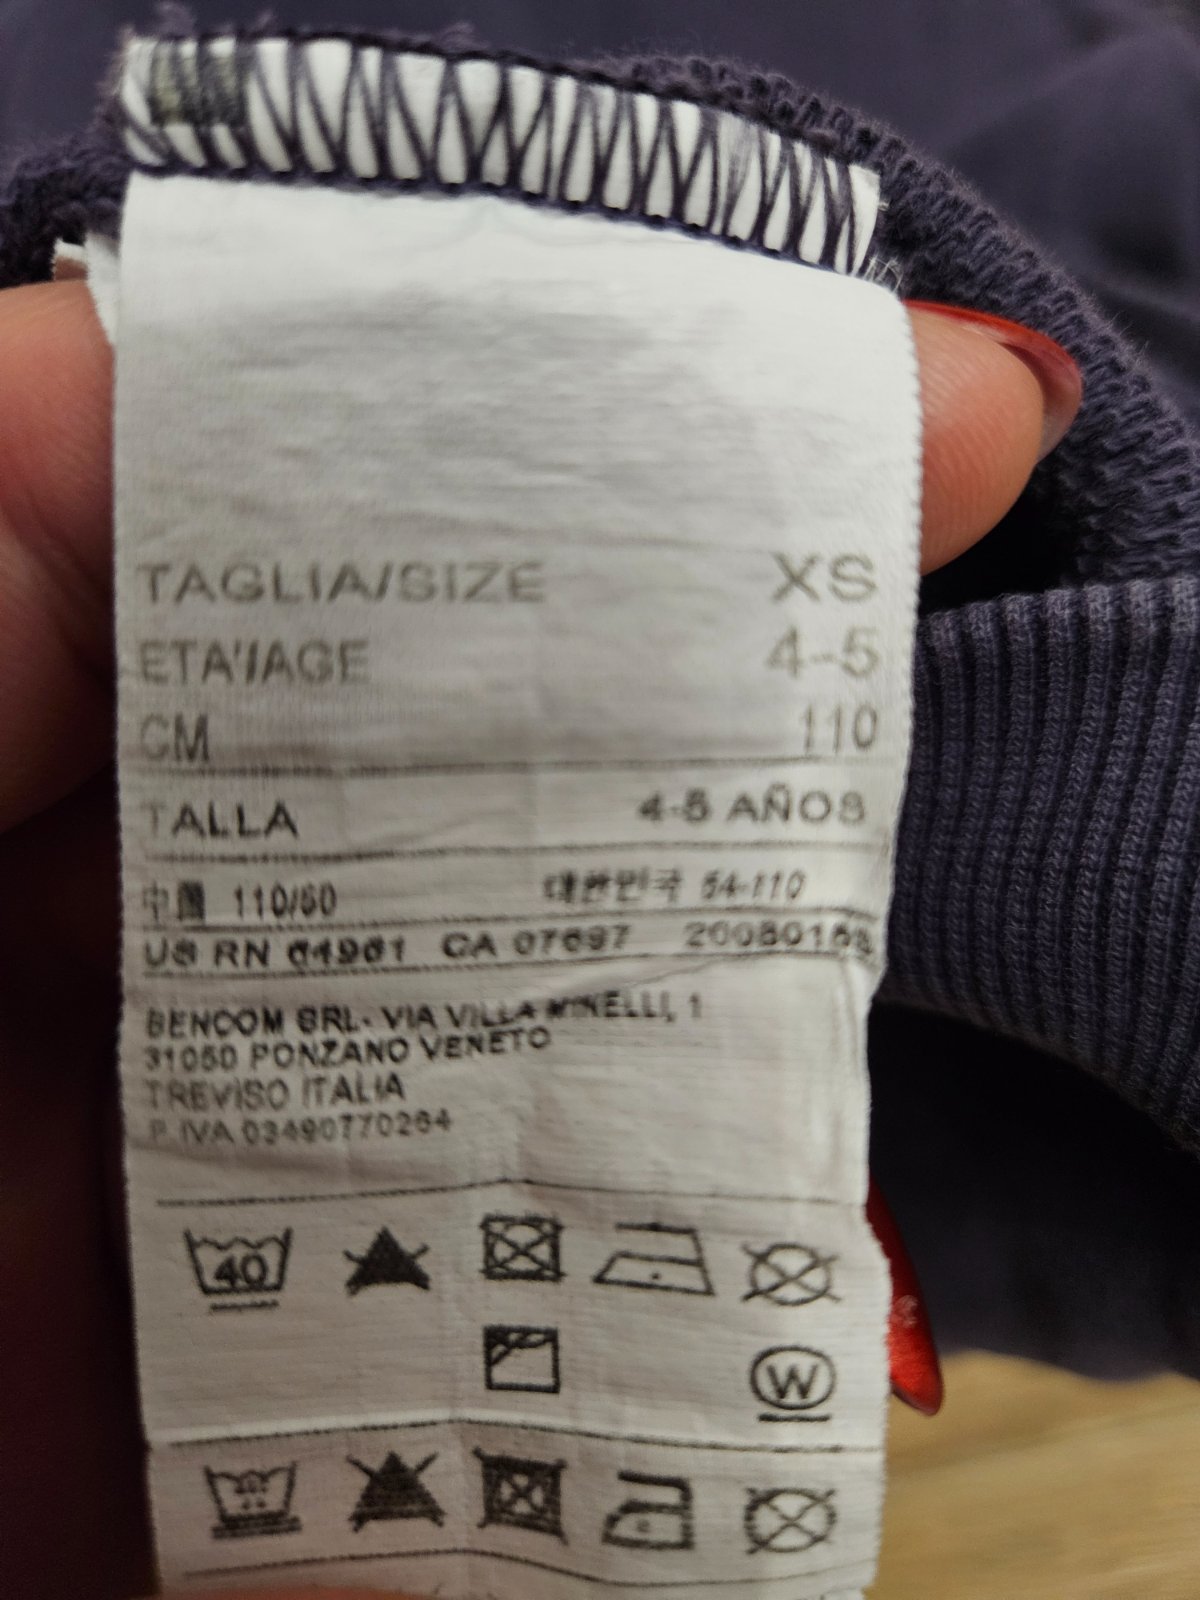 TAGLIA/SIZE XS
ETA'/AGE 4-5
CM 110
TALLA 4-5 AÑOS
中國 110/60 대한민국 54-110
US RN 64961 CA 07697
BENCOM SRL- VIA VILLA MINELLI, 1
31050 PONZANO VENETO
TREVISO ITALIA
P. IVA 03490770264
40
W